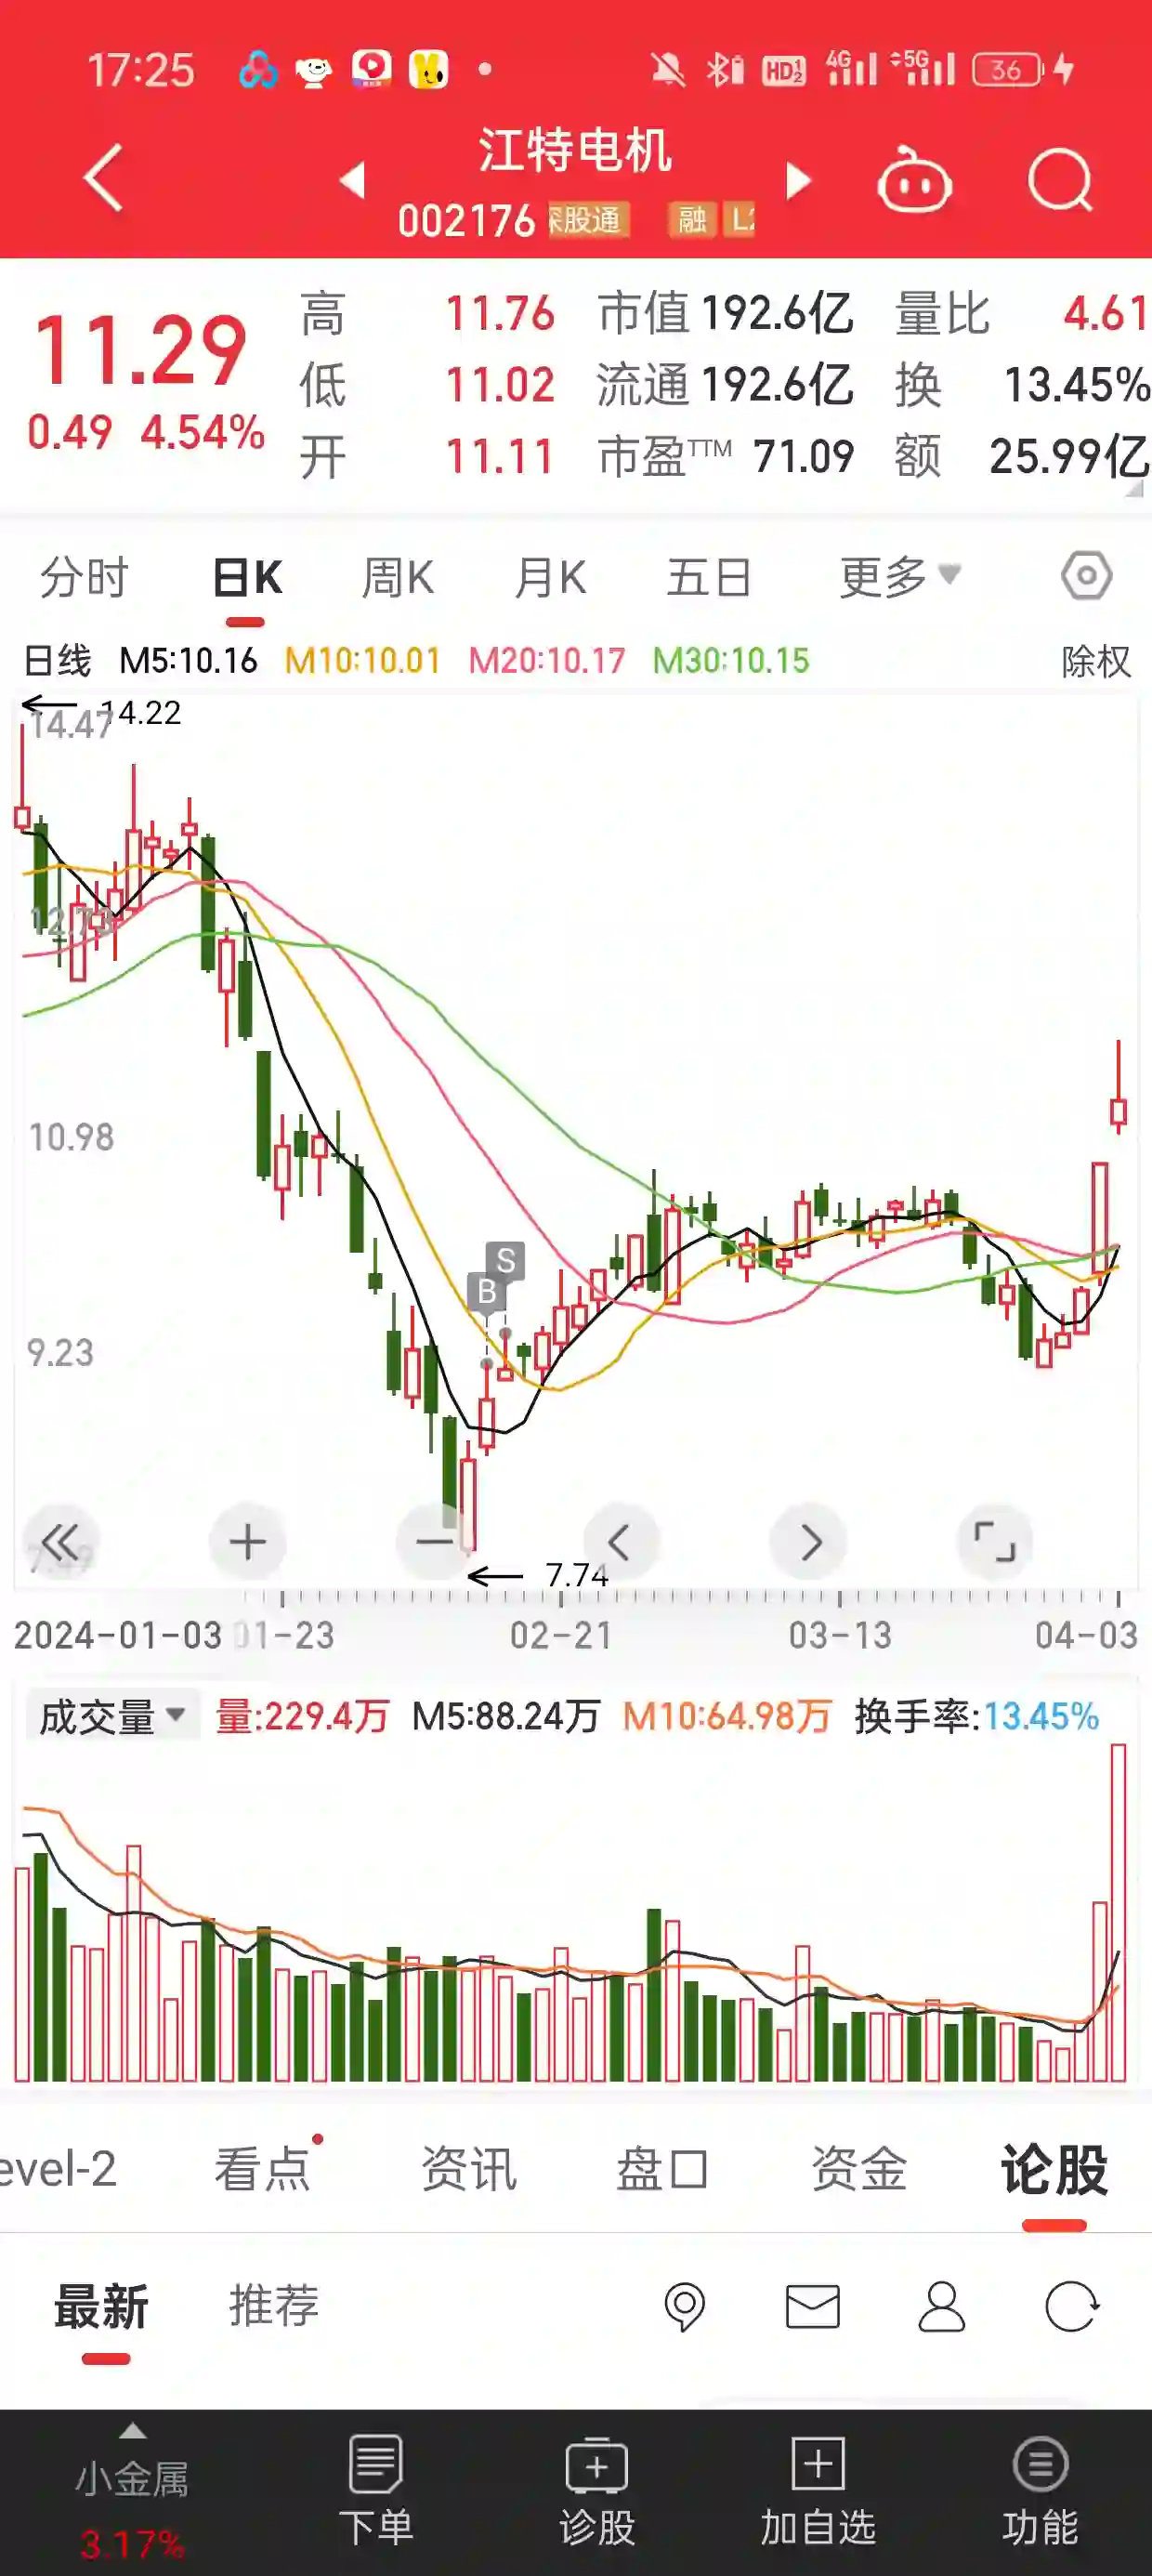 17:25 HD1 2 4G 5G 36
江特电机
002176 深股通 融
11.29
0.49 4.54%
高 11.76 市值 192.6亿 量比 4.61
低 11.02 流通 192.6亿 换 13.45%
开 11.11 市盈TTM 71.09 额 25.99亿
分时 日K 周K 月K 五日 更多
日线 M5:10.16 M10:10.01 M20:10.17 M30:10.15 除权
14.22
14.47
12.73
10.98
S
B
9.23
7.74
2024-01-03 01-23 02-21 03-13 04-03
成交量 量:229.4万 M5:88.24万 M10:64.98万 换手率:13.45%
evel-2 看点 资讯 盘口 资金 论股
最新 推荐
小金属 下单 诊股 加自选 功能
3.17%